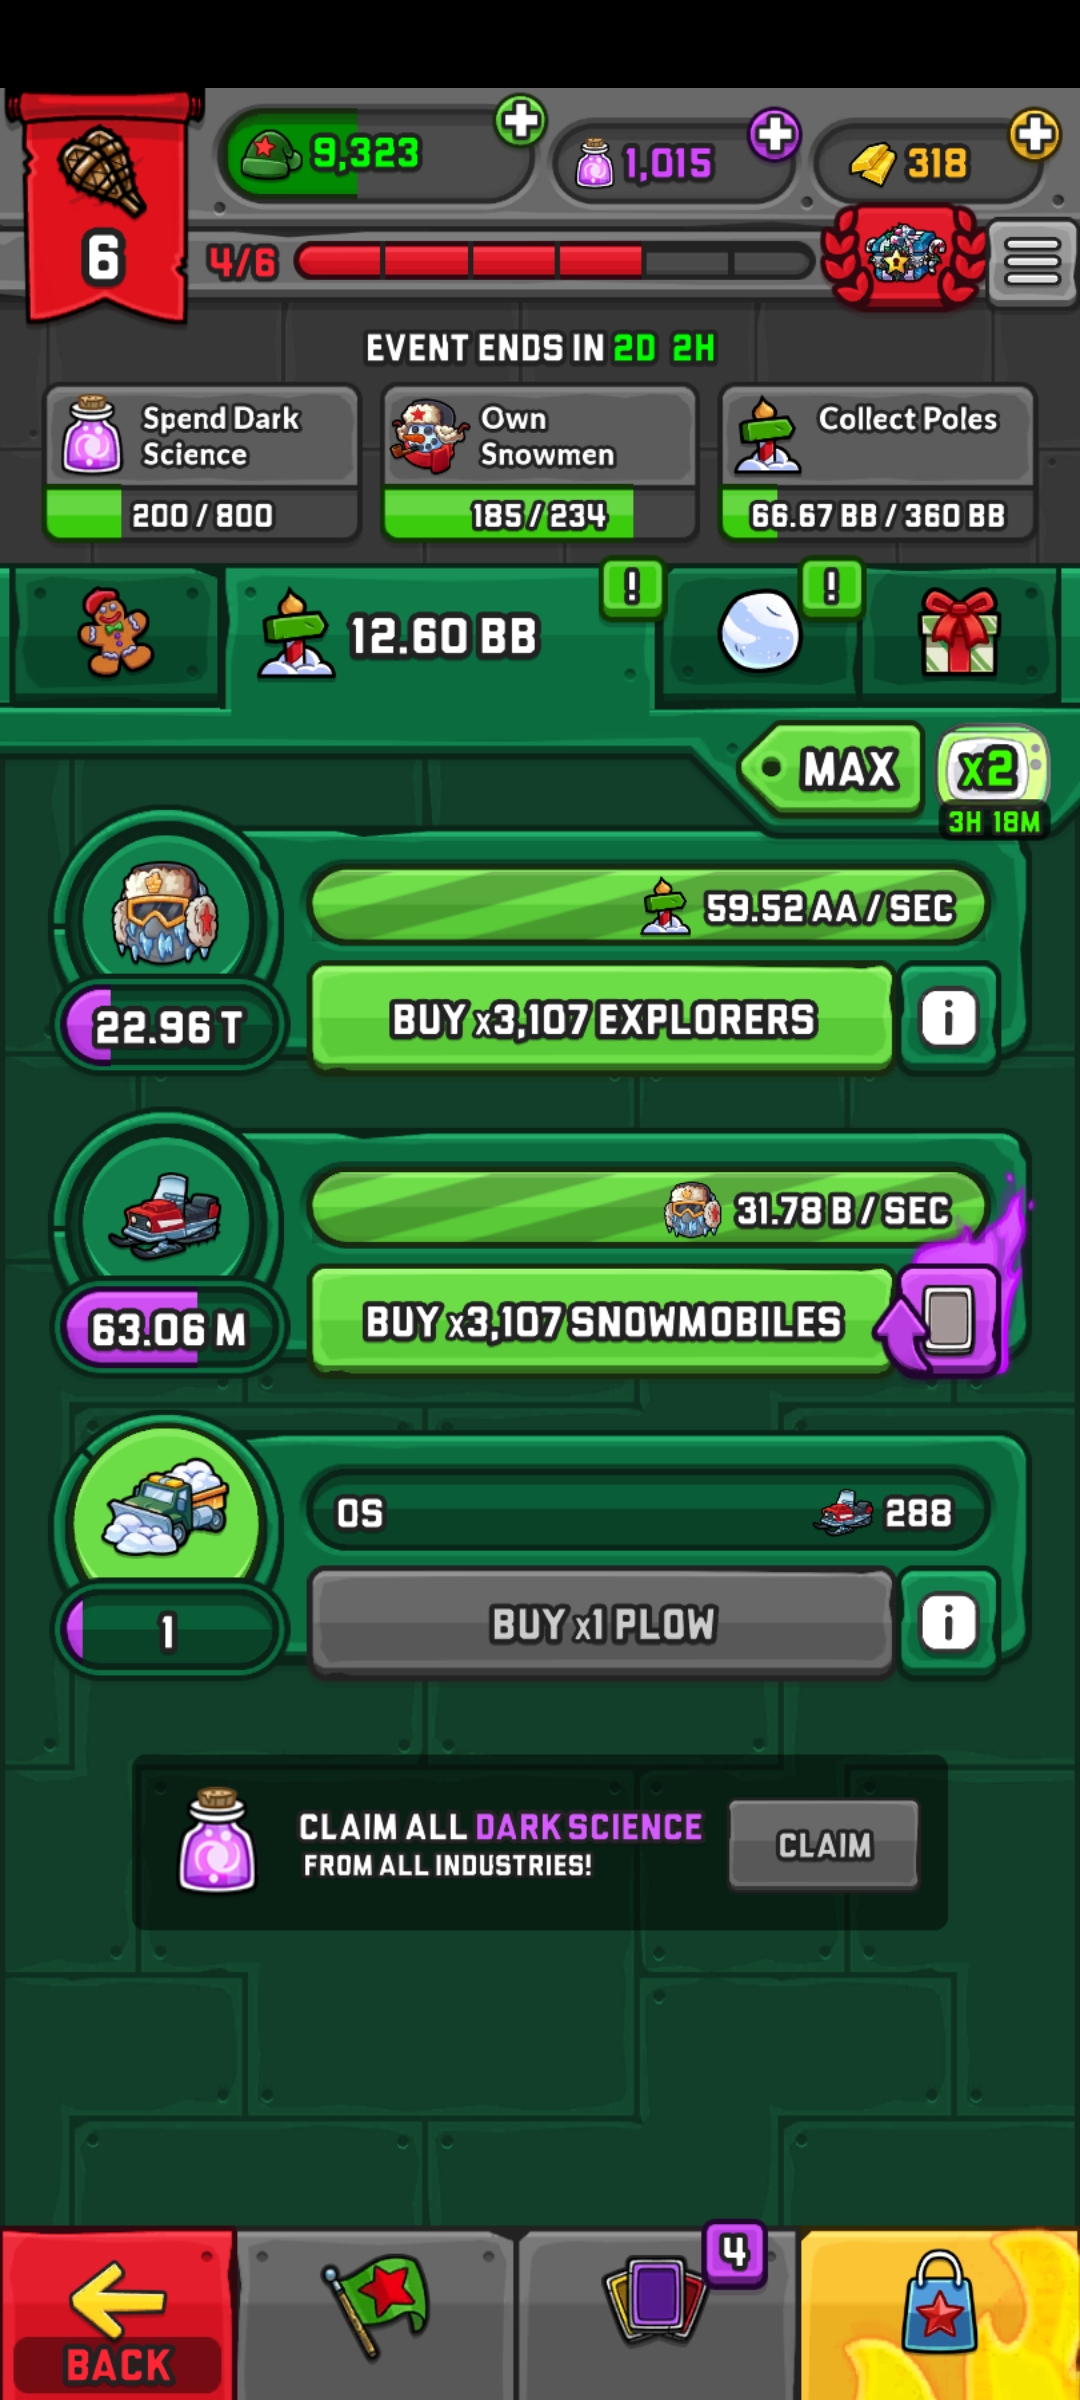 9,323
1,015
318
6
4/6
EVENT ENDS IN 2D 2H
Spend Dark
Science
200 / 800
Own
Snowmen
185 / 234
Collect Poles
66.67 BB / 360 BB
12.60 BB
!
!
MAX
x2
3H 18M
59.52 AA / SEC
22.96 T
BUY x3,107 EXPLORERS
i
31.78 B / SEC
63.06 M
BUY x3,107 SNOWMOBILES
0S
288
1
BUY x1 PLOW
i
CLAIM ALL DARK SCIENCE
FROM ALL INDUSTRIES!
CLAIM
4
BACK